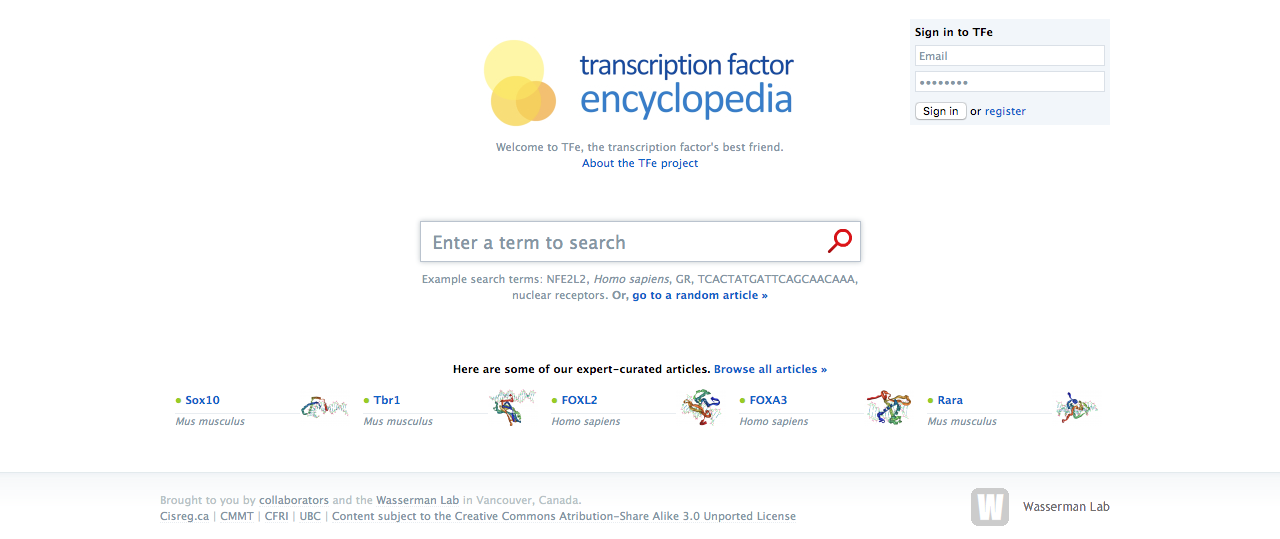 Sign in to TFe
Email
••••••••
Sign in or register
transcription factor
encyclopedia
Welcome to TFe, the transcription factor's best friend.
About the TFe project
Enter a term to search
Example search terms: NFE2L2, Homo sapiens, GR, TCACTATGATTCAGCAACAAA,
nuclear receptors. Or, go to a random article »
Here are some of our expert-curated articles. Browse all articles »
Sox10
Mus musculus
Tbr1
Mus musculus
FOXL2
Homo sapiens
FOXA3
Homo sapiens
Rara
Mus musculus
Brought to you by collaborators and the Wasserman Lab in Vancouver, Canada.
Cisreg.ca | CMMT | CFRI | UBC | Content subject to the Creative Commons Atribution-Share Alike 3.0 Unported License
W
Wasserman Lab